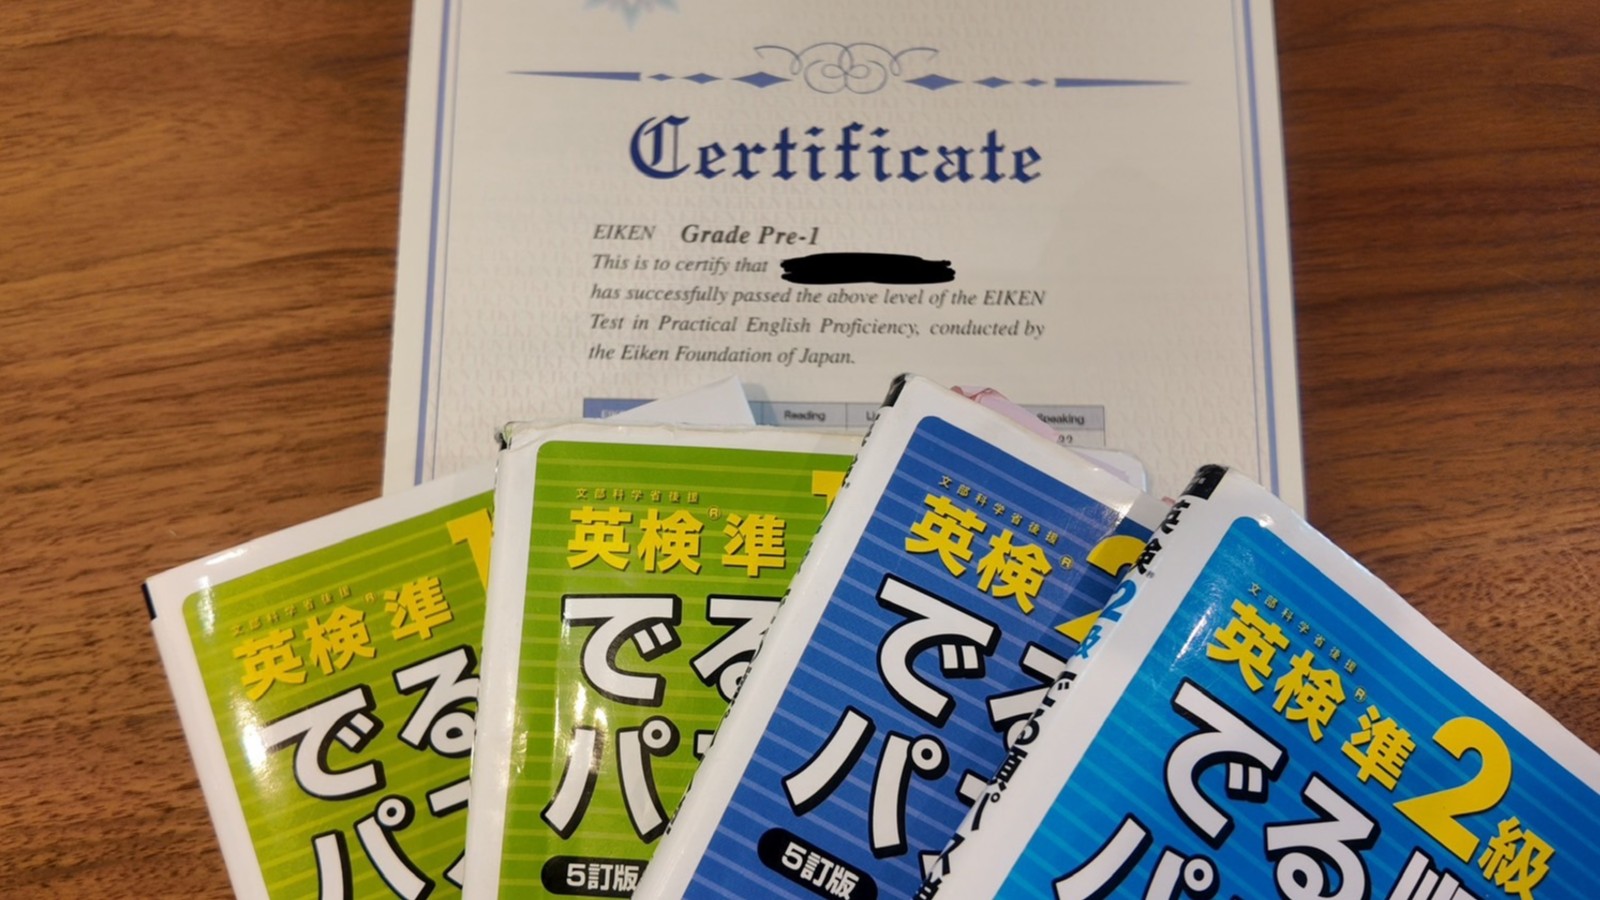 Certificate
EIKEN Grade Pre-1
This is to certify that
has successfully passed the above level of the EIKEN
Test in Practical English Proficiency, conducted by
the Eiken Foundation of Japan.
Reading
Speaking
文部科学省後援
英検®準1
でる
パ
文部科学省後援
英検®準1
でる
パ
5訂版
文部科学省後援
英検®2
でる
パ
5訂版
英検®2級
文部科学省後援
英検®準2級
でる順
パ